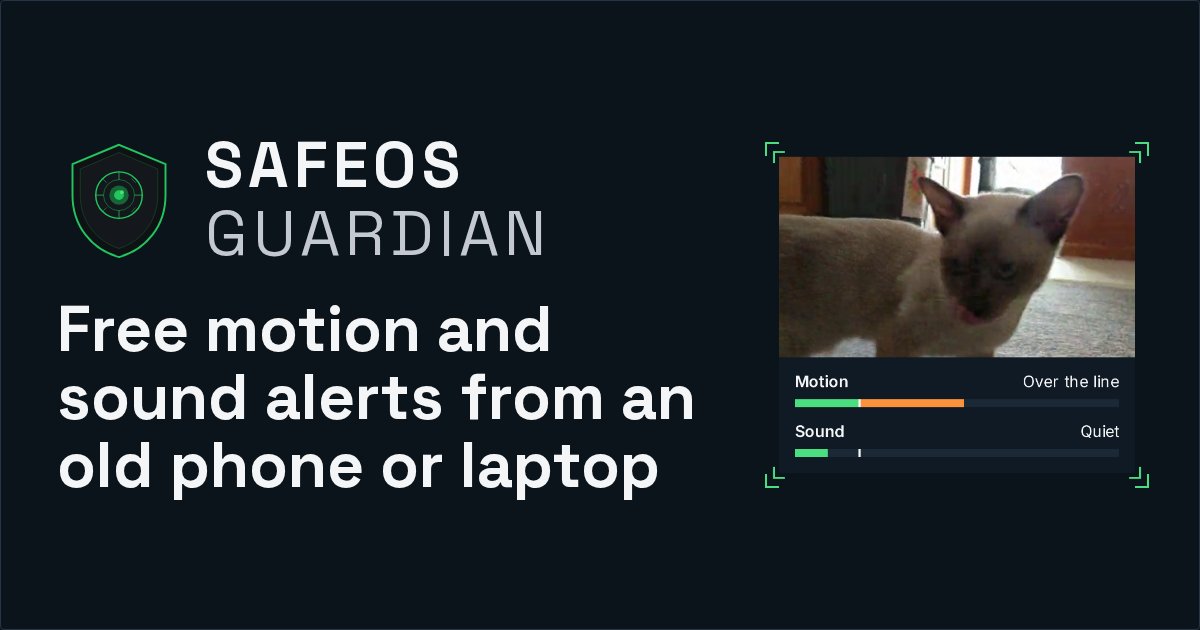 SAFEOS
GUARDIAN
Free motion and
sound alerts from an
old phone or laptop
Motion Over the line
Sound Quiet